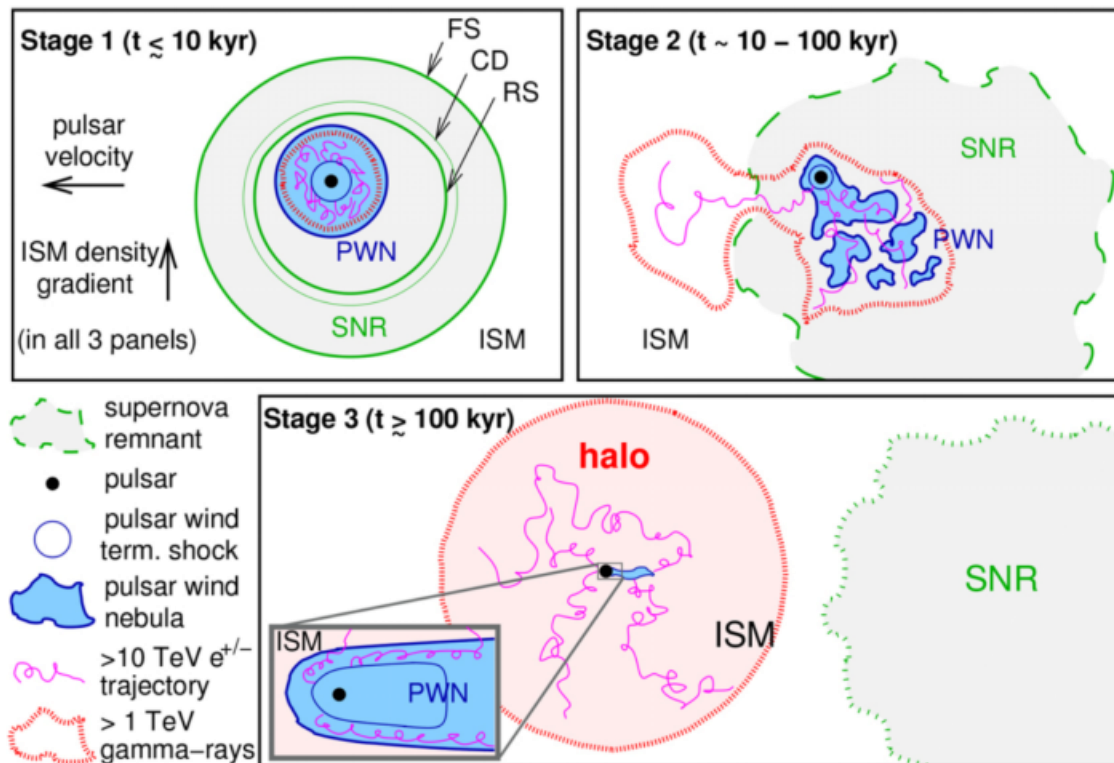 Stage 1 (t ≲ 10 kyr)
FS
CD
RS
pulsar
velocity
ISM density
gradient
(in all 3 panels)
PWN
SNR
ISM
Stage 2 (t ~ 10 – 100 kyr)
SNR
PWN
ISM
supernova
remnant
pulsar
pulsar wind
term. shock
pulsar wind
nebula
>10 TeV e+/−
trajectory
> 1 TeV
gamma−rays
Stage 3 (t ≳ 100 kyr)
halo
ISM
SNR
ISM
PWN